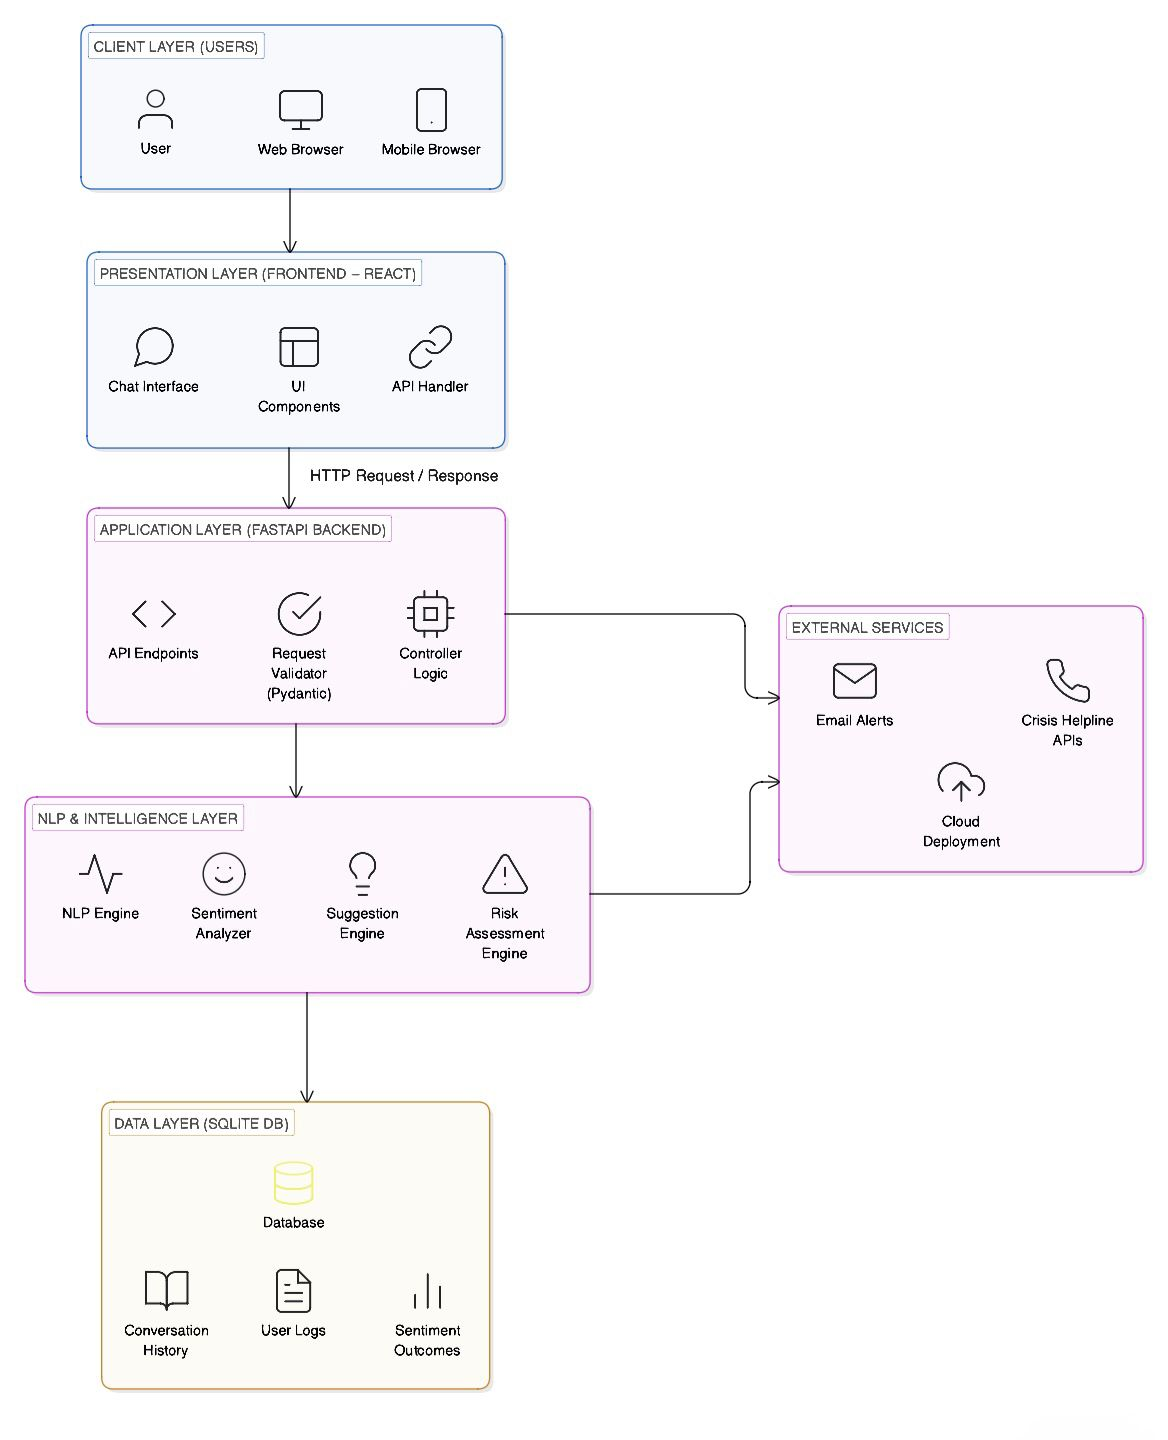 CLIENT LAYER (USERS)
User
Web Browser
Mobile Browser
PRESENTATION LAYER (FRONTEND – REACT)
Chat Interface
UI
Components
API Handler
HTTP Request / Response
APPLICATION LAYER (FASTAPI BACKEND)
API Endpoints
Request
Validator
(Pydantic)
Controller
Logic
EXTERNAL SERVICES
Email Alerts
Crisis Helpline
APIs
Cloud
Deployment
NLP & INTELLIGENCE LAYER
NLP Engine
Sentiment
Analyzer
Suggestion
Engine
Risk
Assessment
Engine
DATA LAYER (SQLITE DB)
Database
Conversation
History
User Logs
Sentiment
Outcomes